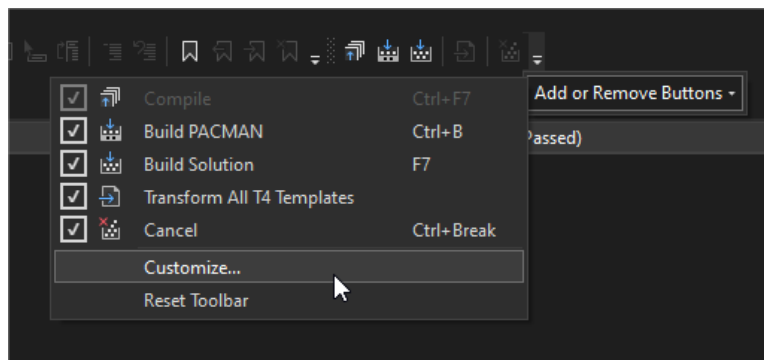 Add or Remove Buttons
Compile Ctrl+F7
Build PACMAN Ctrl+B
Passed)
Build Solution F7
Transform All T4 Templates
Cancel Ctrl+Break
Customize...
Reset Toolbar